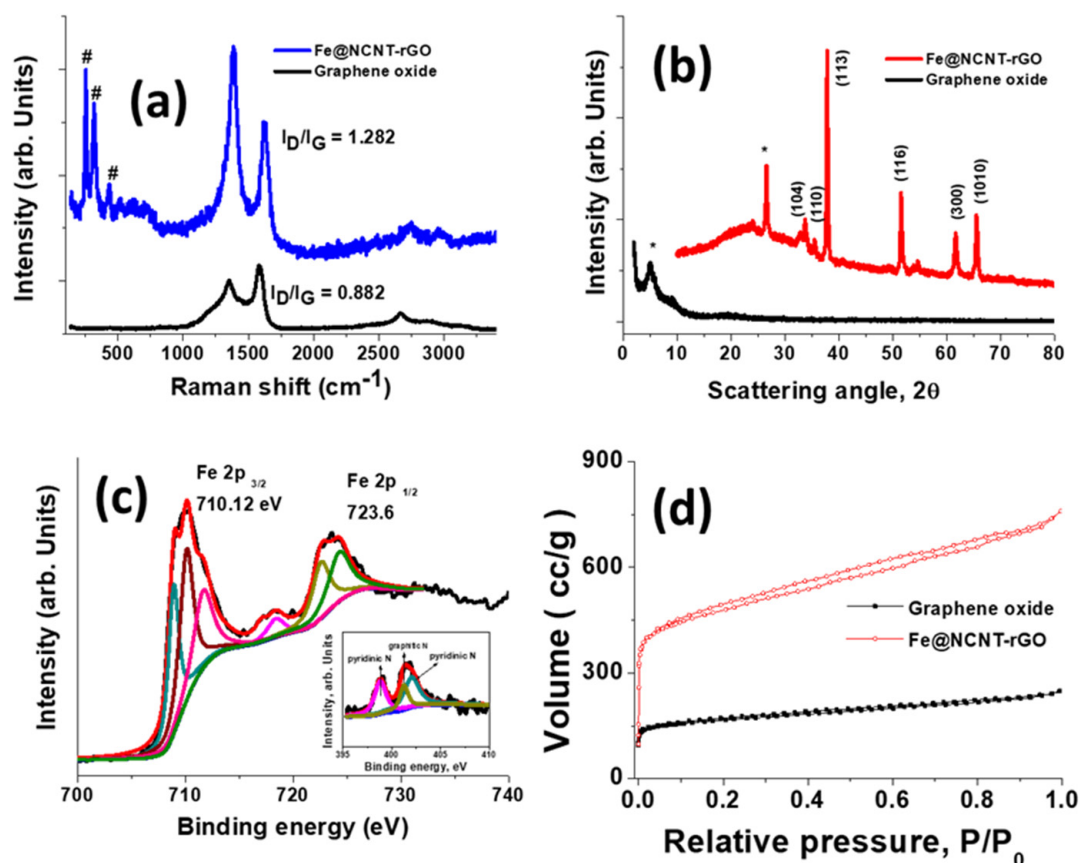 (a)
Fe@NCNT-rGO
Graphene oxide
#
#
#
I_D/I_G = 1.282
I_D/I_G = 0.882
Intensity (arb. Units)
500 1000 1500 2000 2500 3000
Raman shift (cm⁻¹)
(b)
Fe@NCNT-rGO
Graphene oxide
*
*
(104)
(110)
(113)
(116)
(300)
(1010)
Intensity (arb. Units)
0 10 20 30 40 50 60 70 80
Scattering angle, 2θ
(c)
Fe 2p 3/2
710.12 eV
Fe 2p 1/2
723.6
Intensity (arb. Units)
700 710 720 730 740
Binding energy (eV)
graphitic N
pyridinic N
pyridinic N
Intensity, arb. Units
395 400 405 410
Binding energy, eV
(d)
Graphene oxide
Fe@NCNT-rGO
Volume ( cc/g)
900
600
300
0
0.0 0.2 0.4 0.6 0.8 1.0
Relative pressure, P/P₀